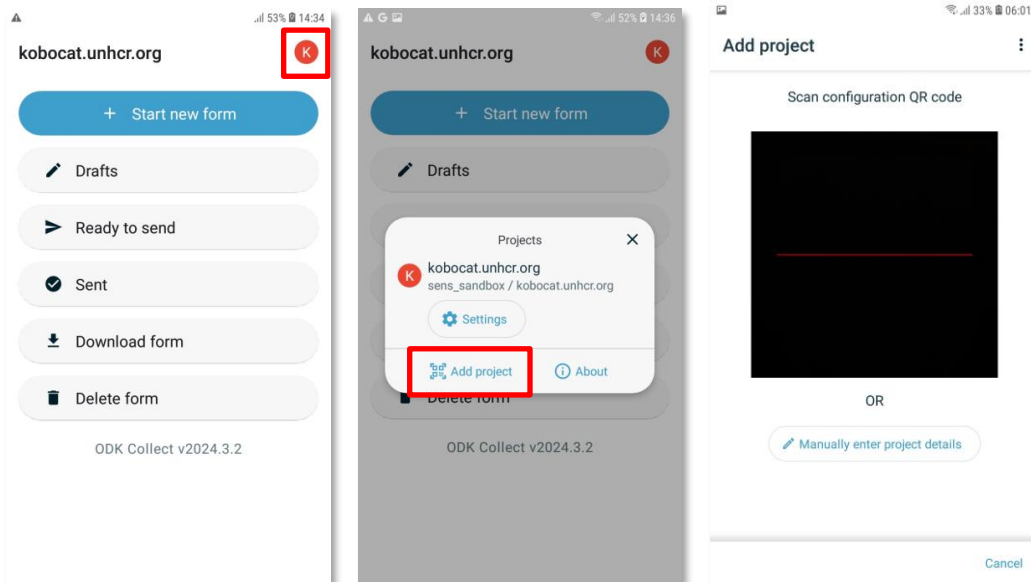 53% 14:34
kobocat.unhcr.org
K
+ Start new form
Drafts
Ready to send
Sent
Download form
Delete form
ODK Collect v2024.3.2
A G 52% 14:36
kobocat.unhcr.org
K
+ Start new form
Drafts
Projects
K
kobocat.unhcr.org
sens_sandbox / kobocat.unhcr.org
Settings
Add project
About
Delete form
ODK Collect v2024.3.2
33% 06:01
Add project
Scan configuration QR code
OR
Manually enter project details
Cancel